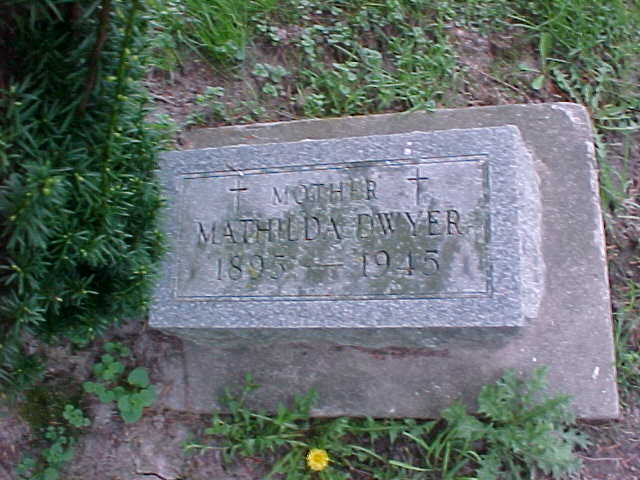 MOTHER
MATHILDA DWYER
1895 — 1945